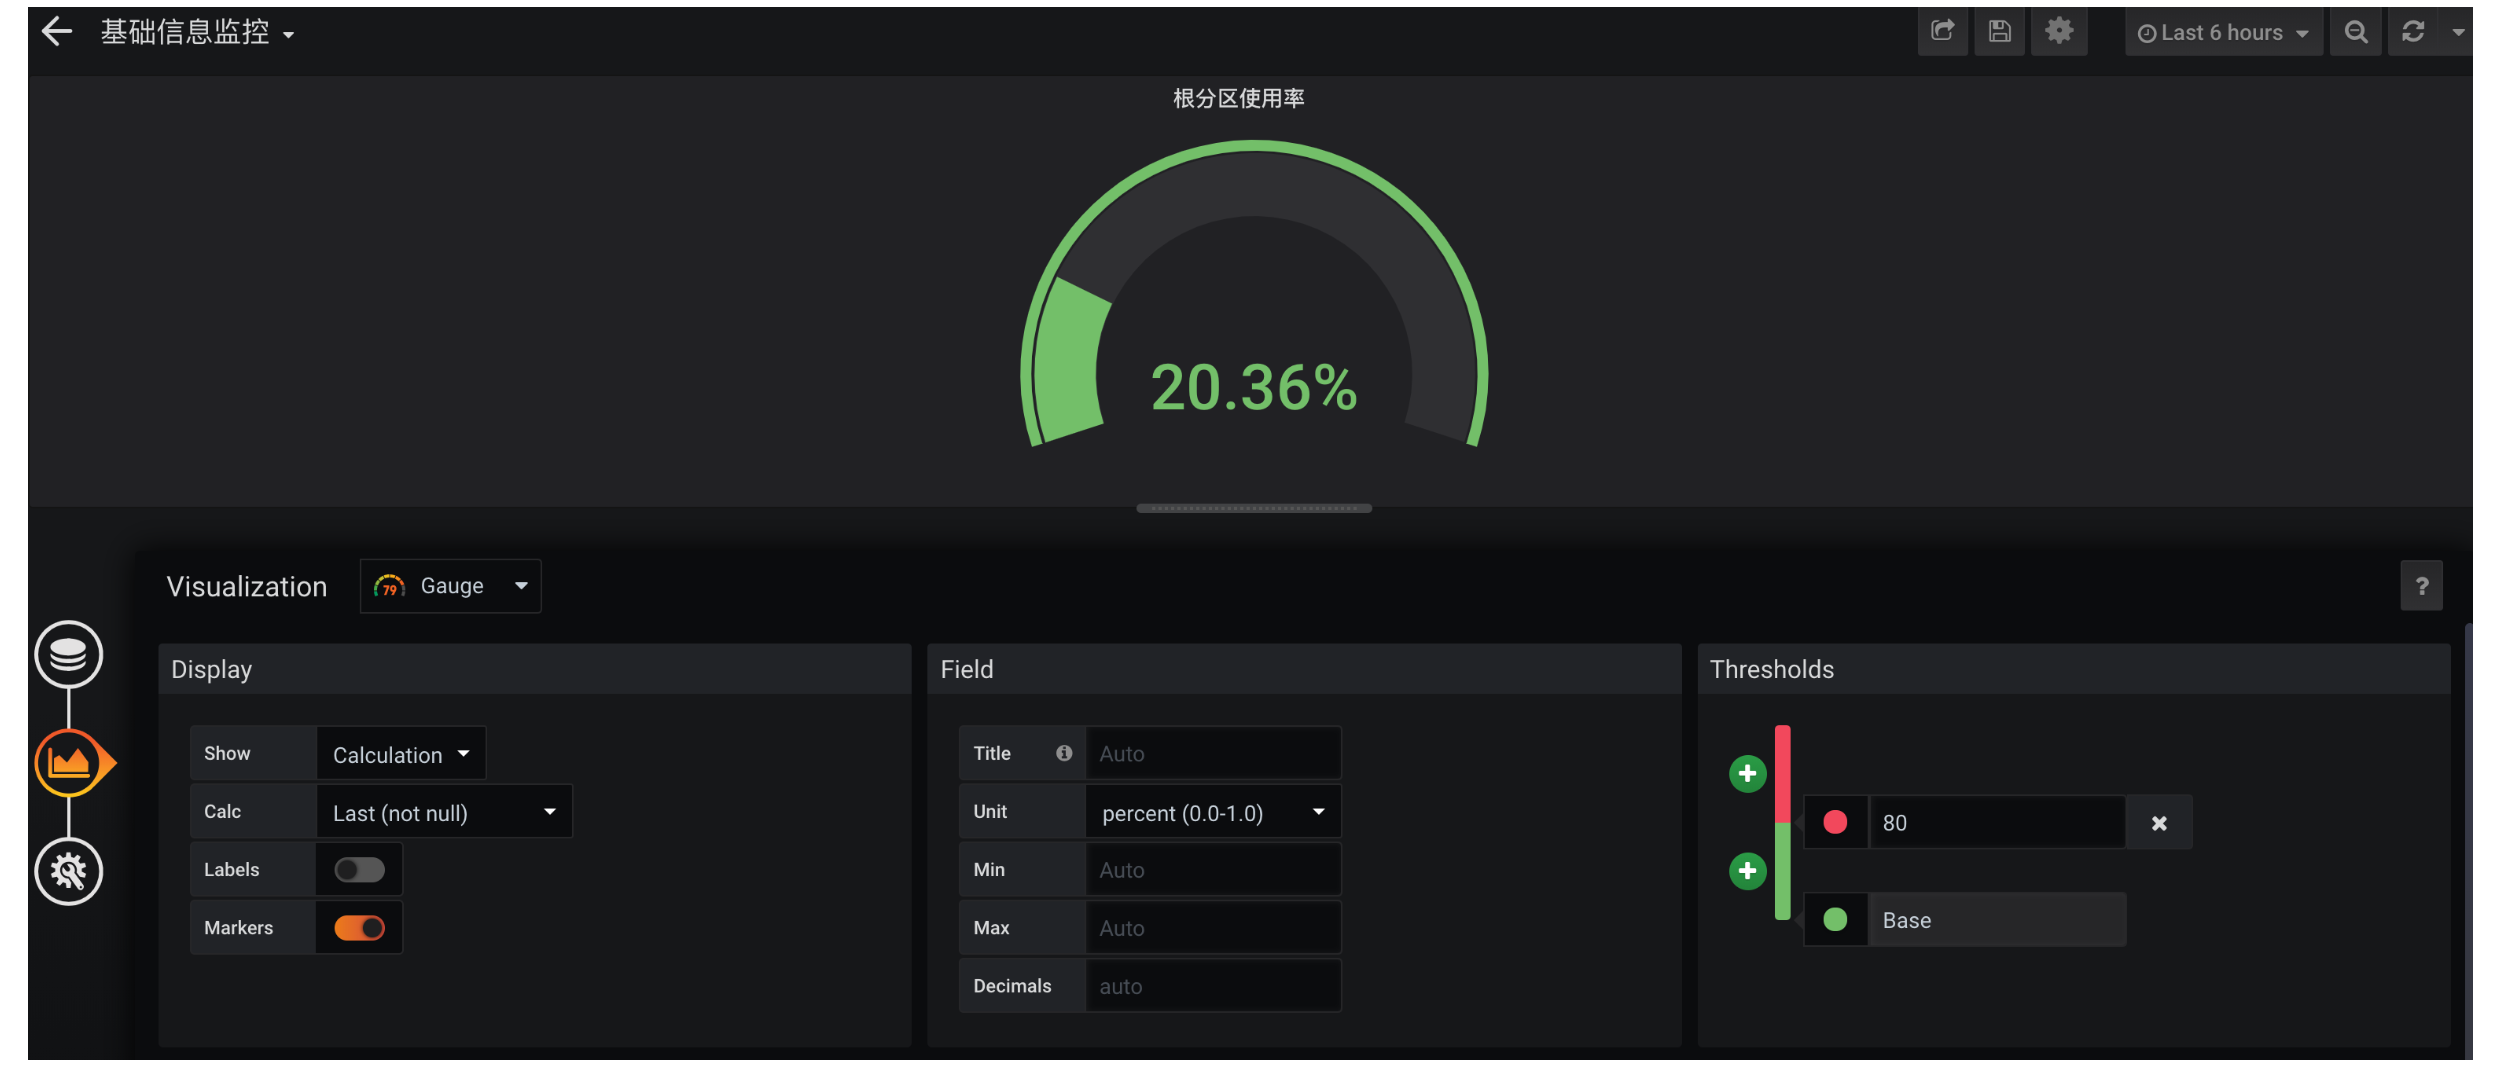 基础信息监控
Last 6 hours
根分区使用率
20.36%
Visualization
79
Gauge
?
Display
Field
Thresholds
Show
Calculation
Title
Auto
Calc
Last (not null)
Unit
percent (0.0-1.0)
80
Labels
Min
Auto
Markers
Max
Auto
Base
Decimals
auto